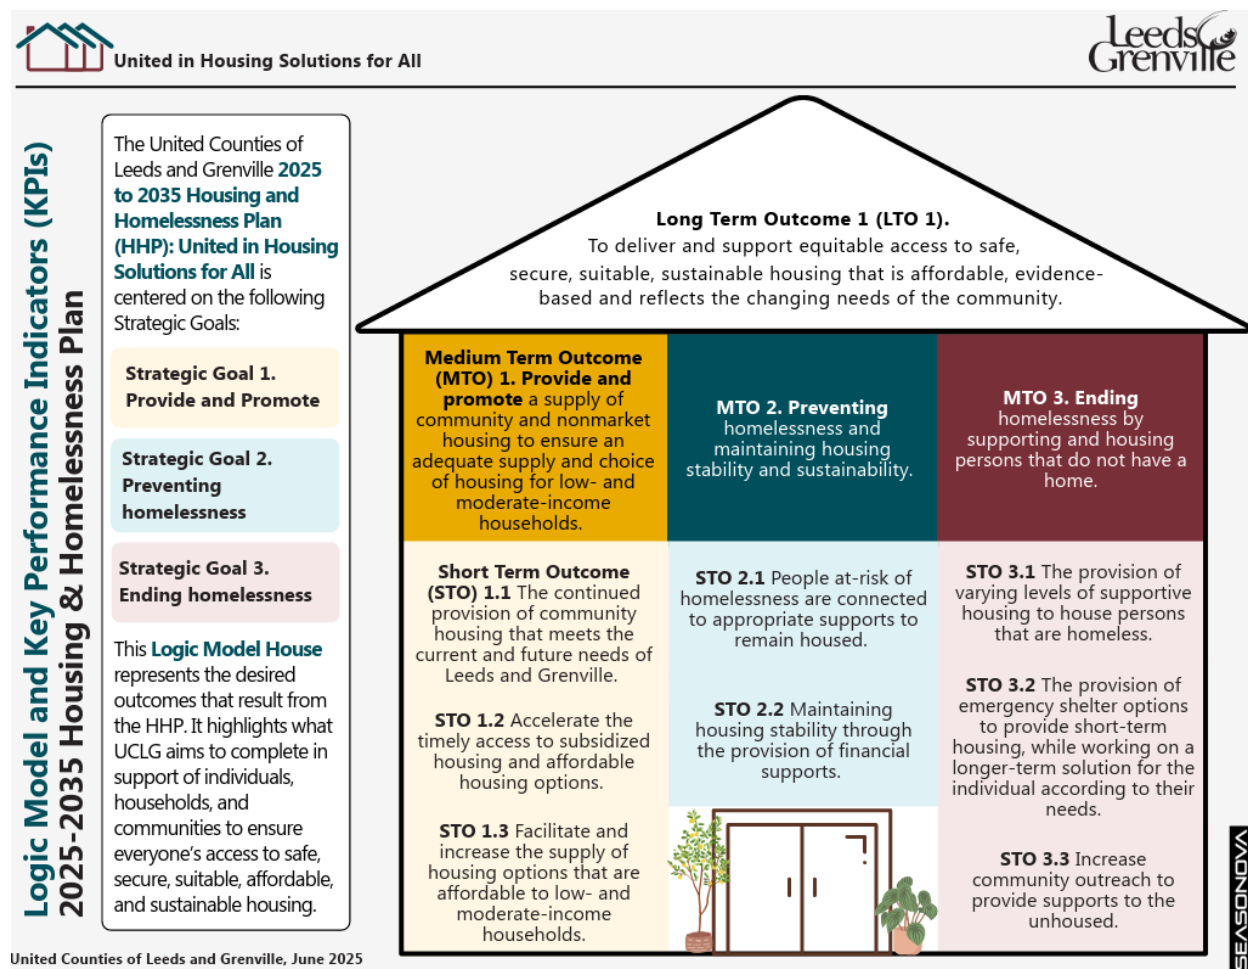 United in Housing Solutions for All
Leeds
Grenville
Logic Model and Key Performance Indicators (KPIs)
2025-2035 Housing & Homelessness Plan
The United Counties of
Leeds and Grenville 2025
to 2035 Housing and
Homelessness Plan
(HHP): United in Housing
Solutions for All is
centered on the following
Strategic Goals:
Strategic Goal 1.
Provide and Promote
Strategic Goal 2.
Preventing
homelessness
Strategic Goal 3.
Ending homelessness
This Logic Model House
represents the desired
outcomes that result from
the HHP. It highlights what
UCLG aims to complete in
support of individuals,
households, and
communities to ensure
everyone's access to safe,
secure, suitable, affordable,
and sustainable housing.
Long Term Outcome 1 (LTO 1).
To deliver and support equitable access to safe,
secure, suitable, sustainable housing that is affordable, evidence-
based and reflects the changing needs of the community.
Medium Term Outcome
(MTO) 1. Provide and
promote a supply of
community and nonmarket
housing to ensure an
adequate supply and choice
of housing for low- and
moderate-income
households.
MTO 2. Preventing
homelessness and
maintaining housing
stability and sustainability.
MTO 3. Ending
homelessness by
supporting and housing
persons that do not have a
home.
Short Term Outcome
(STO) 1.1 The continued
provision of community
housing that meets the
current and future needs of
Leeds and Grenville.
STO 1.2 Accelerate the
timely access to subsidized
housing and affordable
housing options.
STO 1.3 Facilitate and
increase the supply of
housing options that are
affordable to low- and
moderate-income
households.
STO 2.1 People at-risk of
homelessness are connected
to appropriate supports to
remain housed.
STO 2.2 Maintaining
housing stability through
the provision of financial
supports.
STO 3.1 The provision of
varying levels of supportive
housing to house persons
that are homeless.
STO 3.2 The provision of
emergency shelter options
to provide short-term
housing, while working on a
longer-term solution for the
individual according to their
needs.
STO 3.3 Increase
community outreach to
provide supports to the
unhoused.
SEASONOVA
United Counties of Leeds and Grenville, June 2025